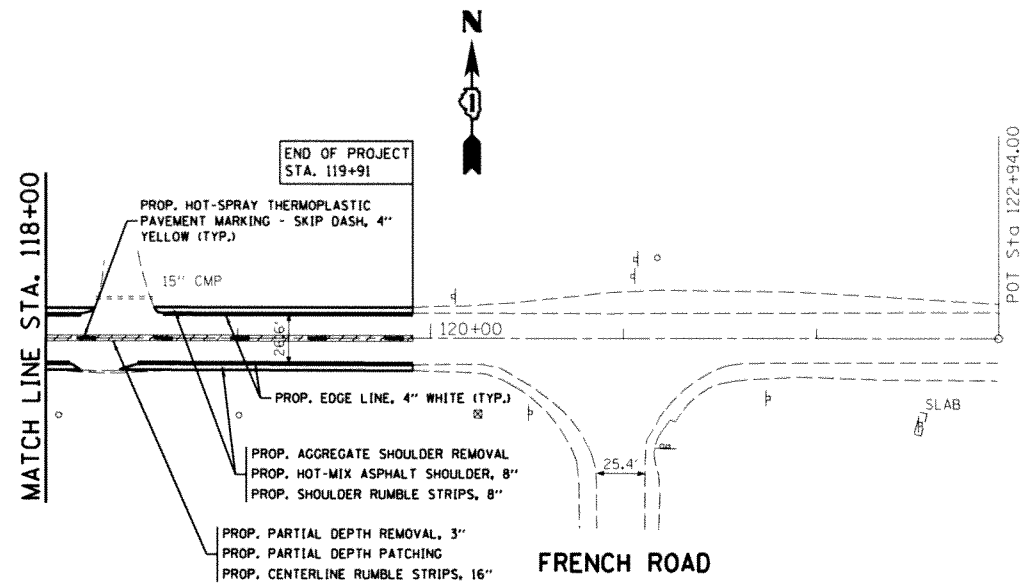 N
END OF PROJECT
STA. 119+91
PROP. HOT-SPRAY THERMOPLASTIC
PAVEMENT MARKING - SKIP DASH, 4"
YELLOW (TYP.)
MATCH LINE STA. 118+00
15" CMP
26.6'
120+00
POT Sta 122+94.00
PROP. EDGE LINE, 4" WHITE (TYP.)
SLAB
PROP. AGGREGATE SHOULDER REMOVAL
PROP. HOT-MIX ASPHALT SHOULDER, 8"
PROP. SHOULDER RUMBLE STRIPS, 8"
25.4'
PROP. PARTIAL DEPTH REMOVAL, 3"
PROP. PARTIAL DEPTH PATCHING
PROP. CENTERLINE RUMBLE STRIPS, 16"
FRENCH ROAD